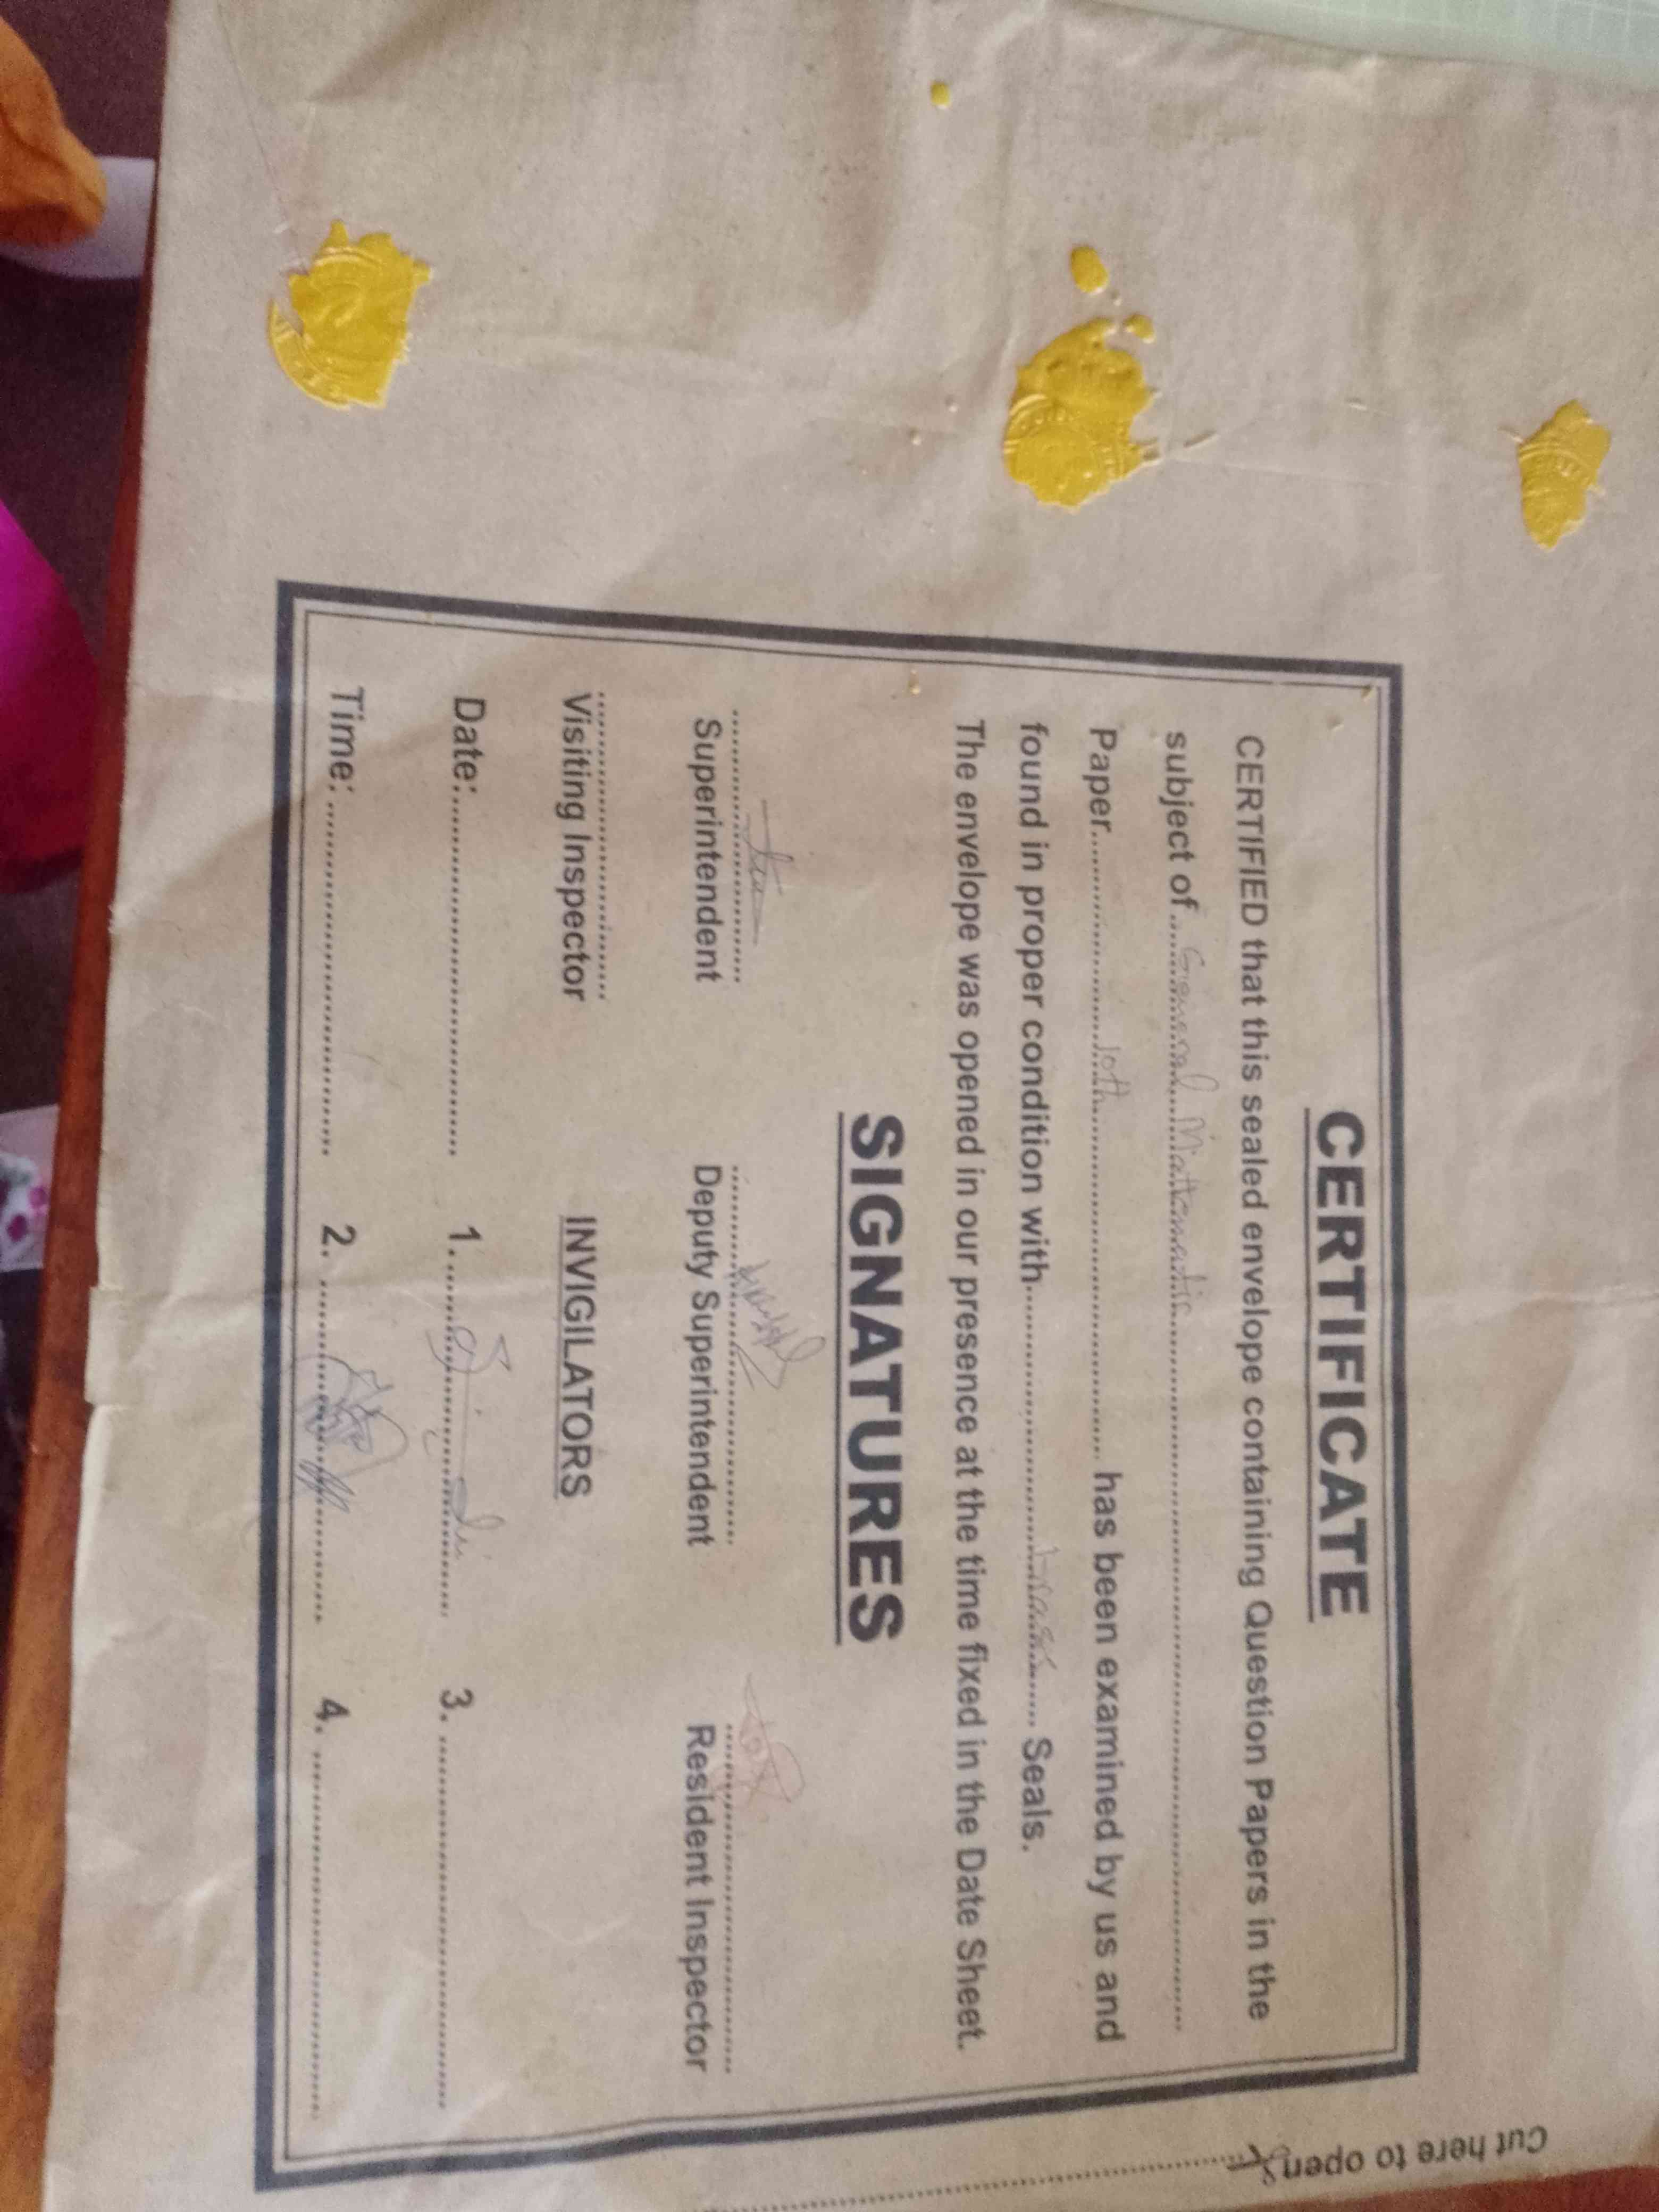 CERTIFICATE
CERTIFIED that this sealed envelope containing Question Papers in the
subject of General Mathematic
Paper 10th has been examined by us and
found in proper condition with Seals.
The envelope was opened in our presence at the time fixed in the Date Sheet.
SIGNATURES
Superintendent Deputy Superintendent Resident Inspector
Visiting Inspector INVIGILATORS
Date: 1. 3.
Time: 2. 4.
Cut here to open